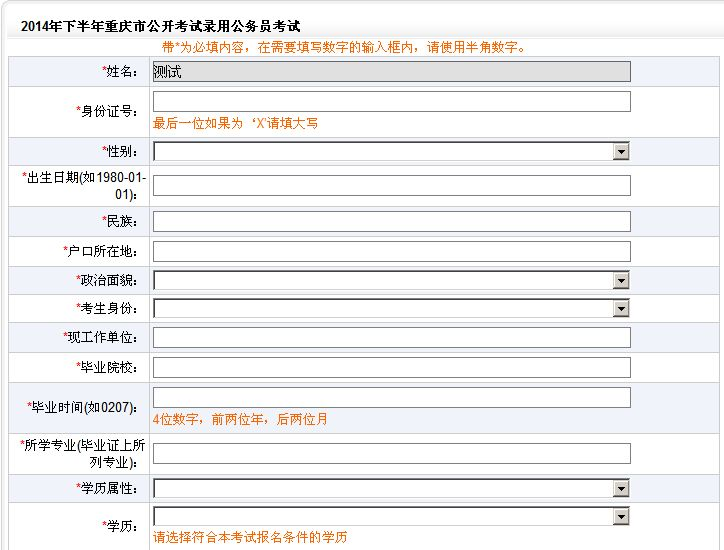 2014年下半年重庆市公开考试录用公务员考试
带*为必填内容，在需要填写数字的输入框内，请使用半角数字。
*姓名：
测试
*身份证号：
最后一位如果为‘X’请填大写
*性别：
*出生日期(如1980-01-
01)：
*民族：
*户口所在地：
*政治面貌：
*考生身份：
*现工作单位：
*毕业院校：
*毕业时间(如0207)：
4位数字，前两位年，后两位月
*所学专业(毕业证上所
列专业)：
*学历属性：
*学历：
请选择符合本考试报名条件的学历